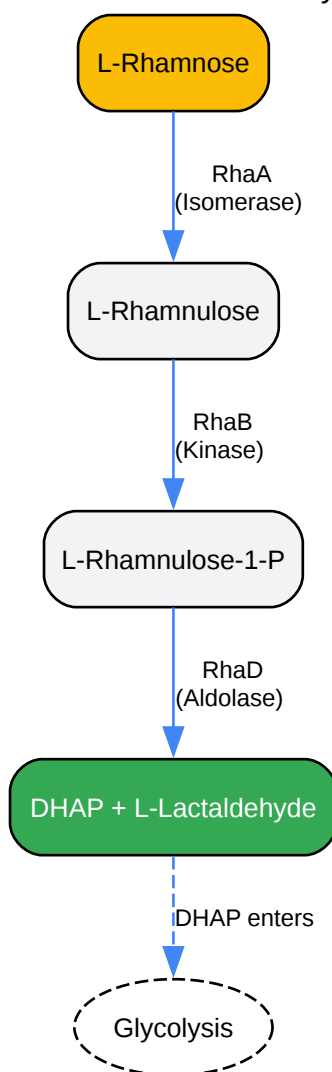 L-Rhamnose
RhaA
(Isomerase)
L-Rhamnulose
RhaB
(Kinase)
L-Rhamnulose-1-P
RhaD
(Aldolase)
DHAP + L-Lactaldehyde
DHAP enters
Glycolysis